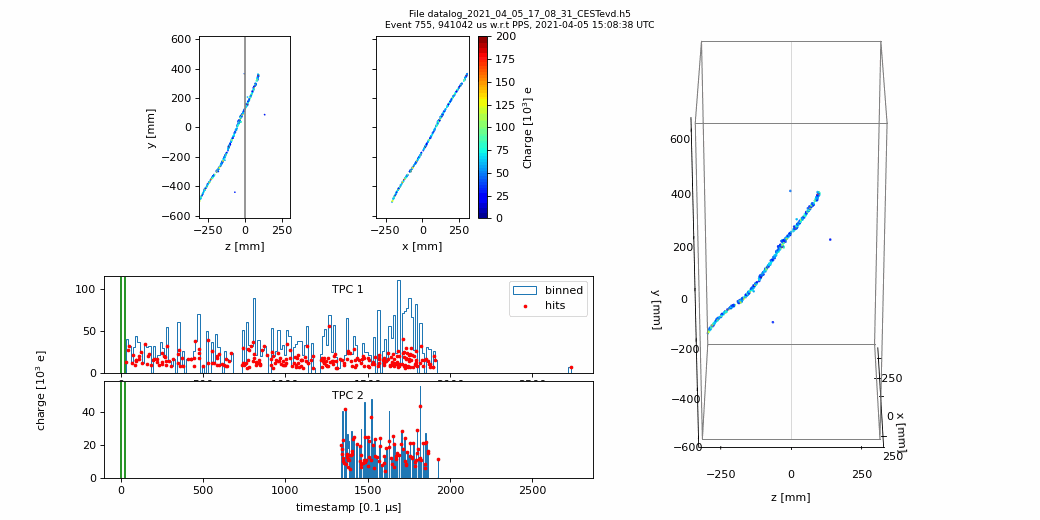 File datalog_2021_04_05_17_08_31_CESTevd.h5
Event 755, 941042 us w.r.t PPS, 2021-04-05 15:08:38 UTC
600
400
200
0
−200
−400
−600
y [mm]
−250 0 250
z [mm]
−250 0 250
x [mm]
200
175
150
125
100
75
50
25
0
Charge [10³] e
TPC 1
binned
hits
100
50
0
TPC 2
40
20
0
charge [10³ e]
0 500 1000 1500 2000 2500
timestamp [0.1 μs]
600
400
200
0
−200
−400
−600
y [mm]
−250 0 250
z [mm]
−250
0
250
x [mm]